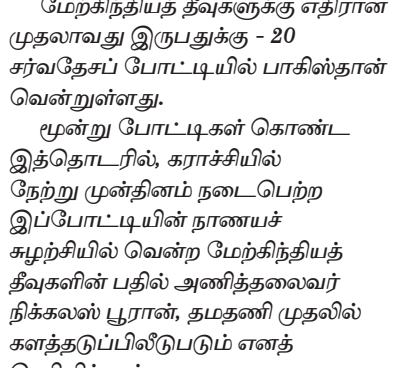 மேற்கிந்தியத் தீவுகளுக்கு எதிரான
முதலாவது இருபதுக்கு - 20
சர்வதேசப் போட்டியில் பாகிஸ்தான்
வென்றுள்ளது.
மூன்று போட்டிகள் கொண்ட
இத்தொடரில், கராச்சியில்
நேற்று முன்தினம் நடைபெற்ற
இப்போட்டியின் நாணயச்
சுழற்சியில் வென்ற மேற்கிந்தியத்
தீவுகளின் பதில் அணித்தலைவர்
நிக்கலஸ் பூரான், தமதணி முதலில்
களத்தடுப்பிலீடுபடும் எனத்